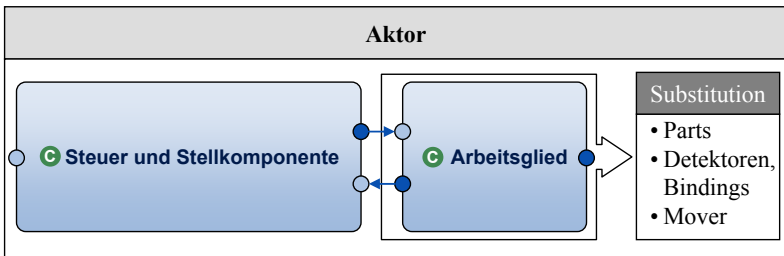 Aktor
C Steuer und Stellkomponente
C Arbeitsglied
Substitution
• Parts
• Detektoren,
Bindings
• Mover